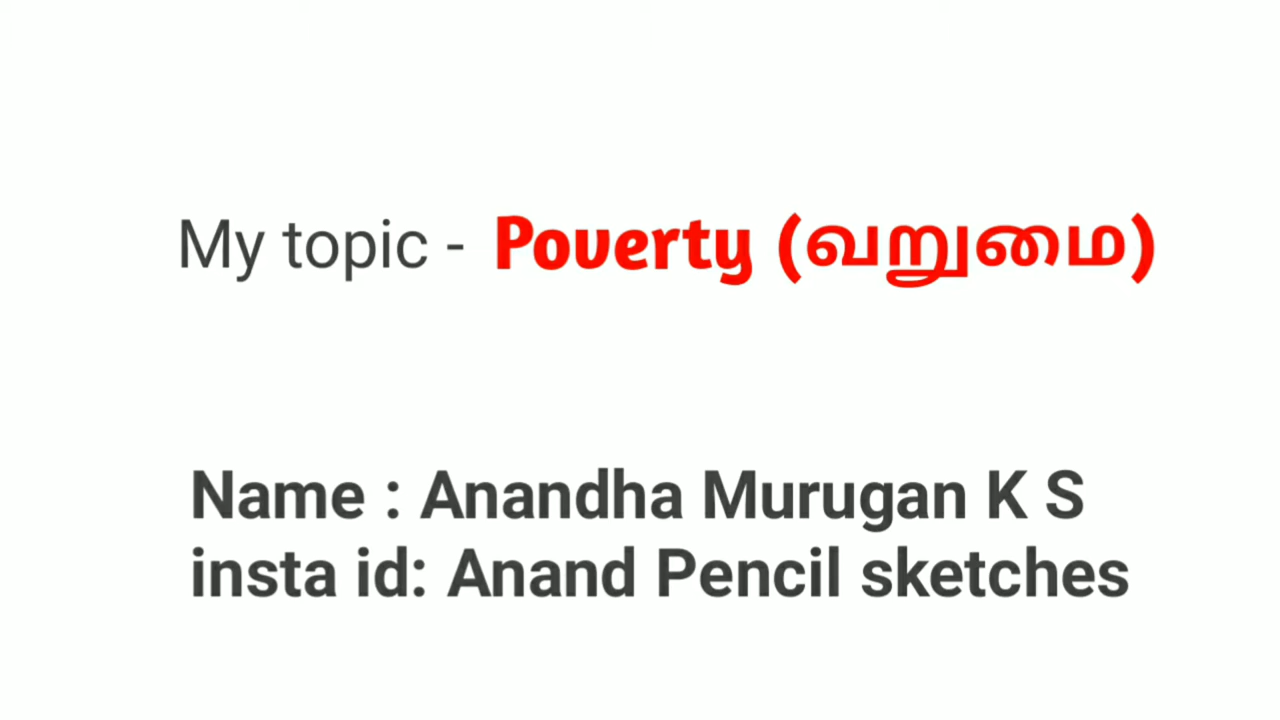 My topic - Poverty (வறுமை)
Name : Anandha Murugan K S
insta id: Anand Pencil sketches